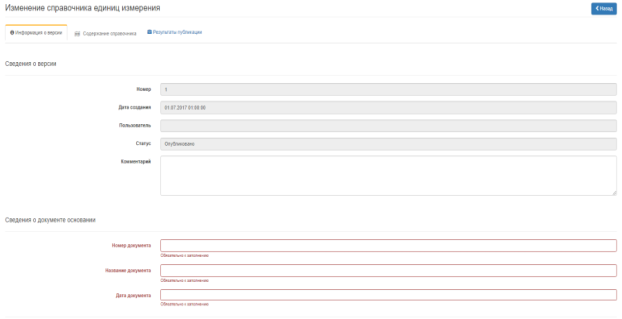 Изменение справочника единиц измерения
Назад
Информация о версии
Содержание справочника
Результаты публикации
Сведения о версии
Номер
1
Дата создания
01.07.2017 01:00:00
Пользователь
Статус
Опубликовано
Комментарий
Сведения о документе основании
Номер документа
Обязательно к заполнению
Название документа
Обязательно к заполнению
Дата документа
Обязательно к заполнению